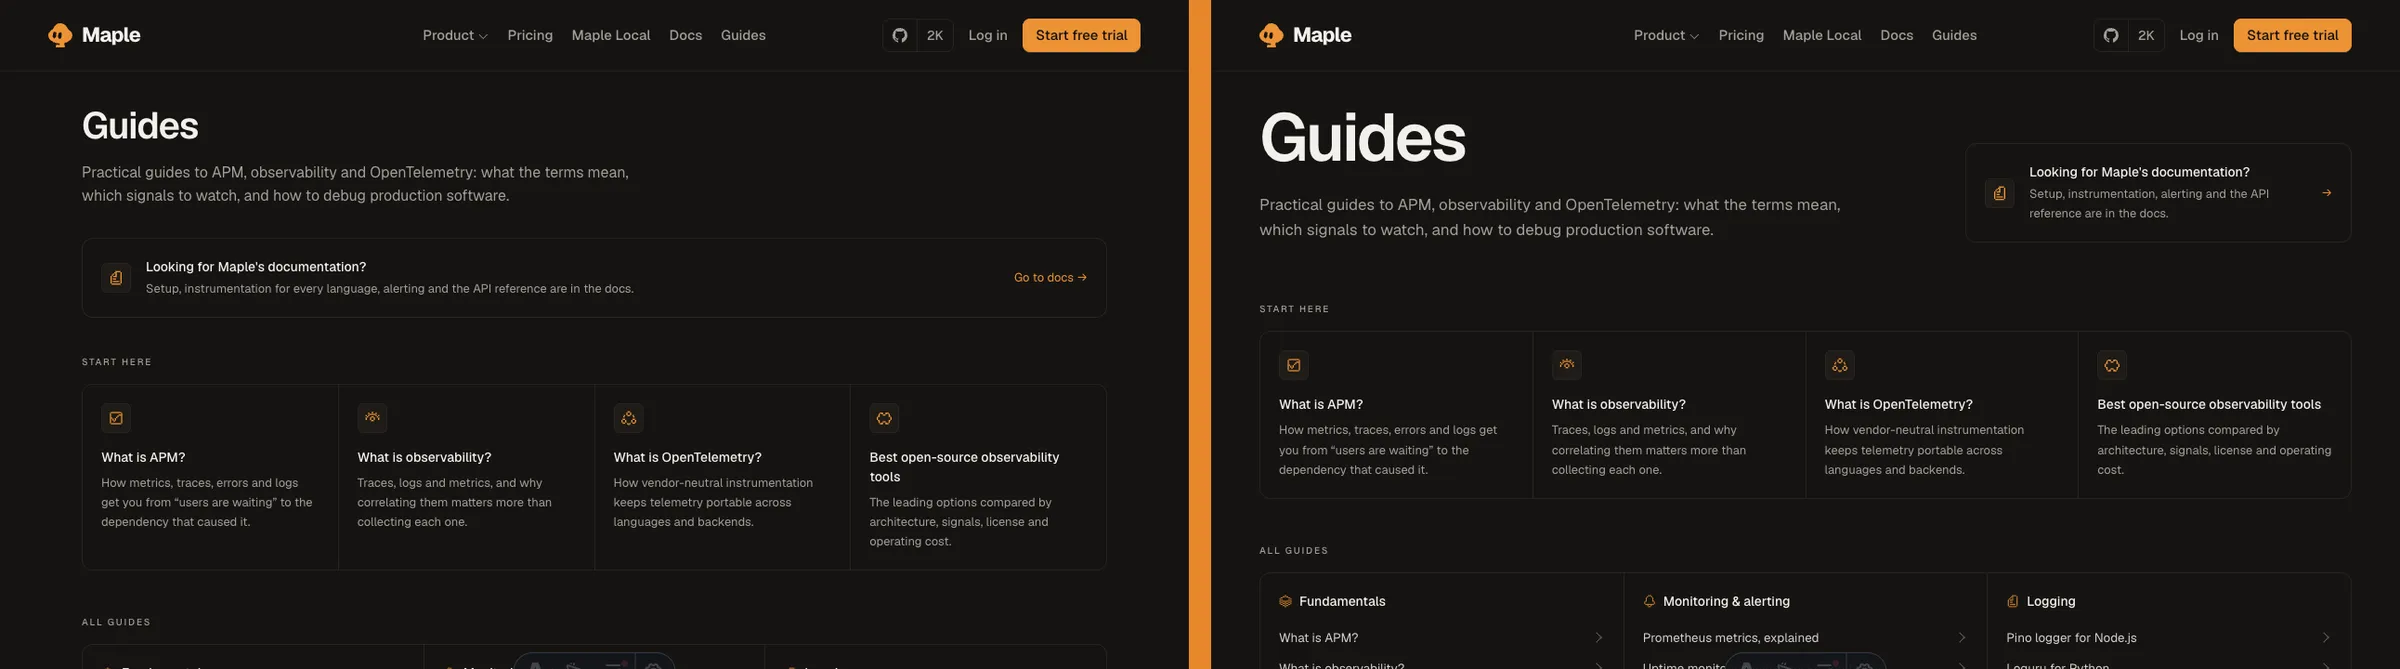 Maple
Product
Pricing
Maple Local
Docs
Guides
2K
Log in
Start free trial
Guides
Practical guides to APM, observability and OpenTelemetry: what the terms mean,
which signals to watch, and how to debug production software.
Looking for Maple's documentation?
Setup, instrumentation for every language, alerting and the API reference are in the docs.
Go to docs →
START HERE
What is APM?
How metrics, traces, errors and logs
get you from “users are waiting” to the
dependency that caused it.
What is observability?
Traces, logs and metrics, and why
correlating them matters more than
collecting each one.
What is OpenTelemetry?
How vendor-neutral instrumentation
keeps telemetry portable across
languages and backends.
Best open-source observability
tools
The leading options compared by
architecture, signals, license and
operating cost.
ALL GUIDES
Maple
Product
Pricing
Maple Local
Docs
Guides
2K
Log in
Start free trial
Guides
Practical guides to APM, observability and OpenTelemetry: what the terms mean,
which signals to watch, and how to debug production software.
Looking for Maple's documentation?
Setup, instrumentation, alerting and the API
reference are in the docs.
→
START HERE
What is APM?
How metrics, traces, errors and logs get
you from “users are waiting” to the
dependency that caused it.
What is observability?
Traces, logs and metrics, and why
correlating them matters more than
collecting each one.
What is OpenTelemetry?
How vendor-neutral instrumentation
keeps telemetry portable across
languages and backends.
Best open-source observability tools
The leading options compared by
architecture, signals, license and operating
cost.
ALL GUIDES
Fundamentals
What is APM?
What is observability?
Monitoring & alerting
Prometheus metrics, explained
Uptime
Logging
Pino logger for Node.js
Loguru for Python